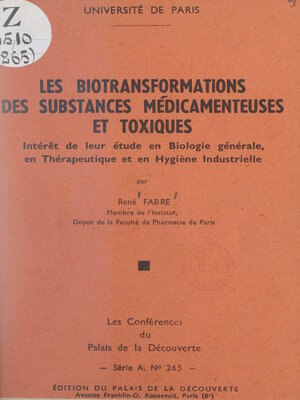 UNIVERSITÉ DE PARIS
Z
1510
(265)
LES BIOTRANSFORMATIONS
DES SUBSTANCES MÉDICAMENTEUSES
ET TOXIQUES
Intérêt de leur étude en Biologie générale,
en Thérapeutique et en Hygiène Industrielle
par
René FABRE
Membre de l'Institut,
Doyen de la Faculté de Pharmacie de Paris
Les Conférences
du
Palais de la Découverte
— Série A, N° 265 —
ÉDITION DU PALAIS DE LA DÉCOUVERTE
Avenue Franklin-D. Roosevelt, Paris (8e)